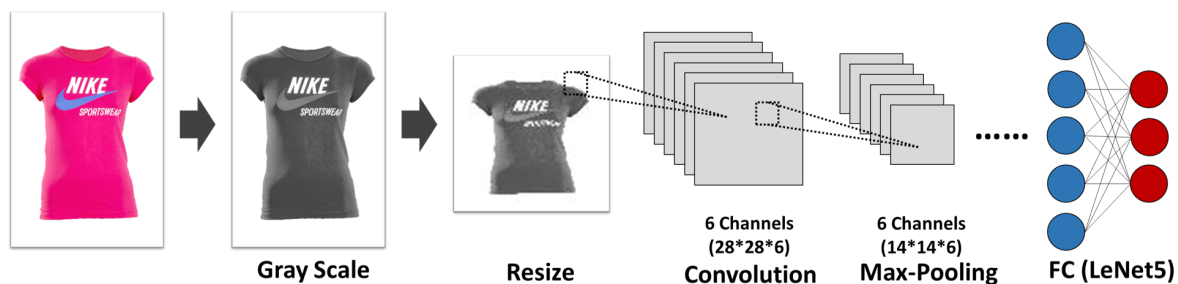 NIKE
SPORTSWEAR
NIKE
SPORTSWEAR
NIKE
Gray Scale
Resize
6 Channels
(28*28*6)
Convolution
6 Channels
(14*14*6)
Max-Pooling
FC (LeNet5)